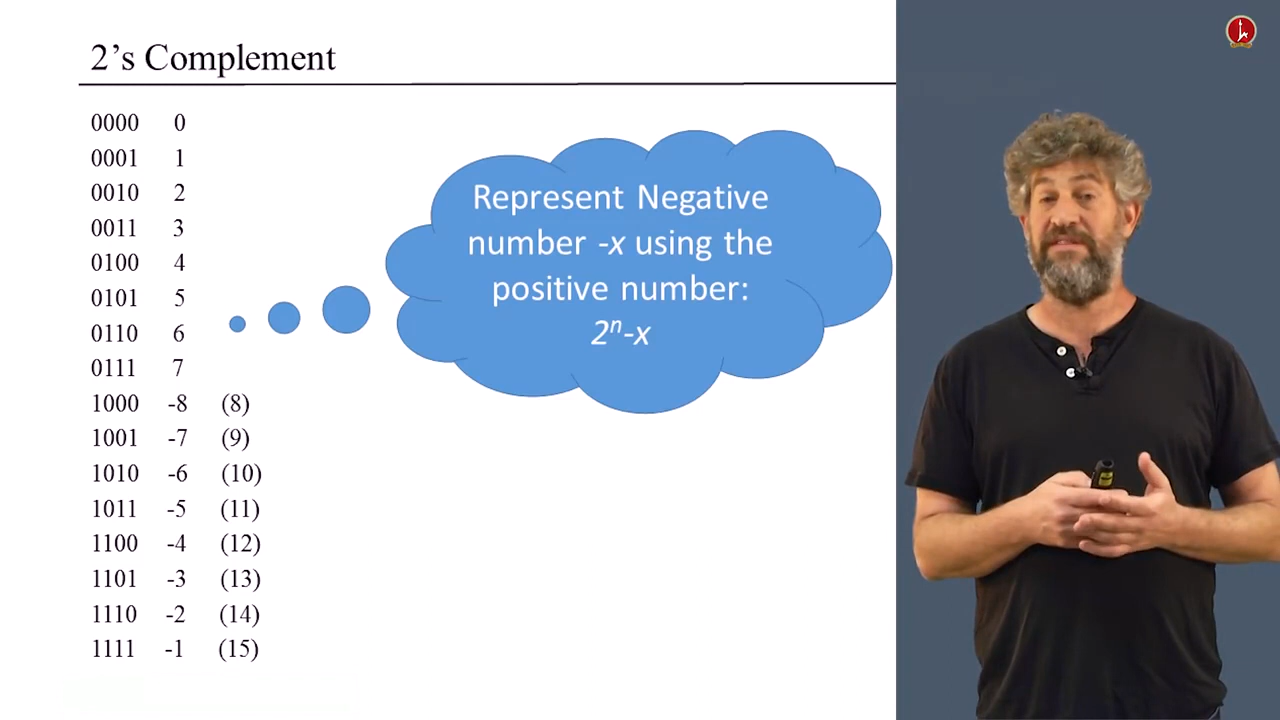 2’s Complement
0000 0
0001 1
0010 2
0011 3
0100 4
0101 5
0110 6
0111 7
1000 -8 (8)
1001 -7 (9)
1010 -6 (10)
1011 -5 (11)
1100 -4 (12)
1101 -3 (13)
1110 -2 (14)
1111 -1 (15)
Represent Negative
number -x using the
positive number:
2ⁿ-x